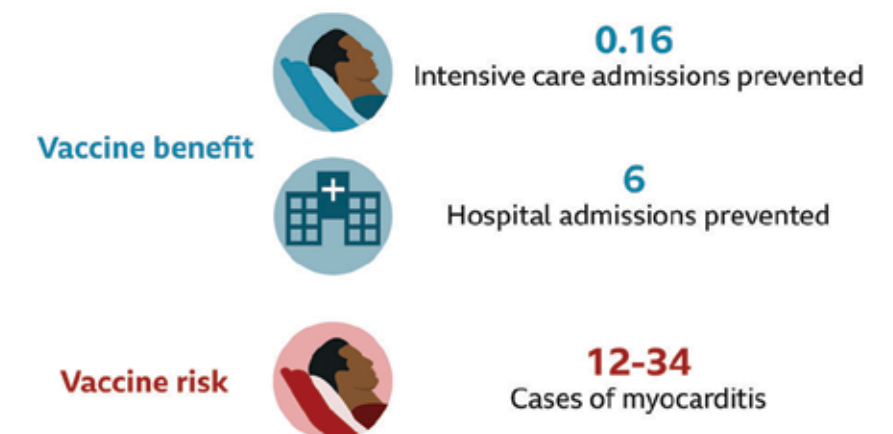 0.16
Intensive care admissions prevented
Vaccine benefit
6
Hospital admissions prevented
Vaccine risk
12-34
Cases of myocarditis